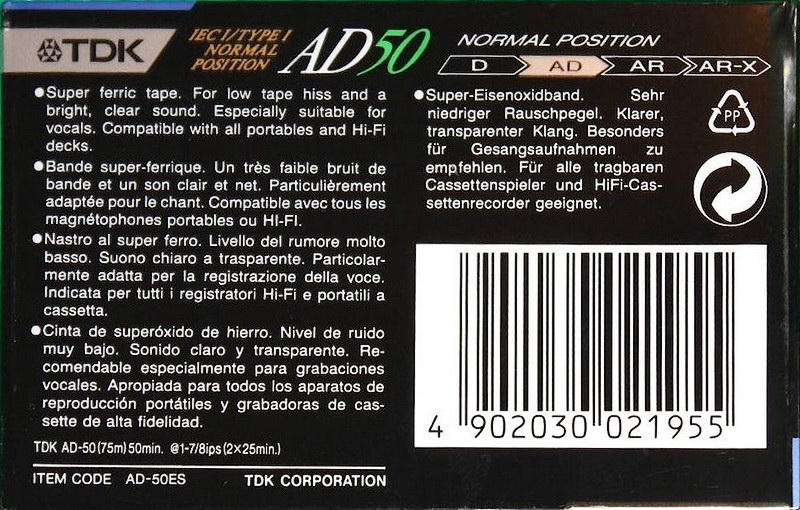 TDK
IEC I/TYPE I
NORMAL
POSITION
AD50
NORMAL POSITION
D AD AR AR-X
●Super ferric tape. For low tape hiss and a
bright, clear sound. Especially suitable for
vocals. Compatible with all portables and Hi-Fi
decks.
●Bande super-ferrique. Un très faible bruit de
bande et un son clair et net. Particulièrement
adaptée pour le chant. Compatible avec tous les
magnétophones portables ou HI-FI.
●Nastro al super ferro. Livello del rumore molto
basso. Suono chiaro a trasparente. Particolar-
mente adatta per la registrazione della voce.
Indicata per tutti i registratori Hi-Fi e portatili a
cassetta.
●Cinta de superóxido de hierro. Nivel de ruido
muy bajo. Sonido claro y transparente. Re-
comendable especialmente para grabaciones
vocales. Apropiada para todos los aparatos de
reproducción portátiles y grabadoras de cas-
sette de alta fidelidad.
TDK AD-50(75m)50min. @1-7/8ips(2×25min.)
ITEM CODE AD-50ES TDK CORPORATION
●Super-Eisenoxidband. Sehr
niedriger Rauschpegel. Klarer,
transparenter Klang. Besonders
für Gesangsaufnahmen zu
empfehlen. Für alle tragbaren
Cassettenspieler und HiFi-Cas-
settenrecorder geeignet.
PP
4 902030 021955